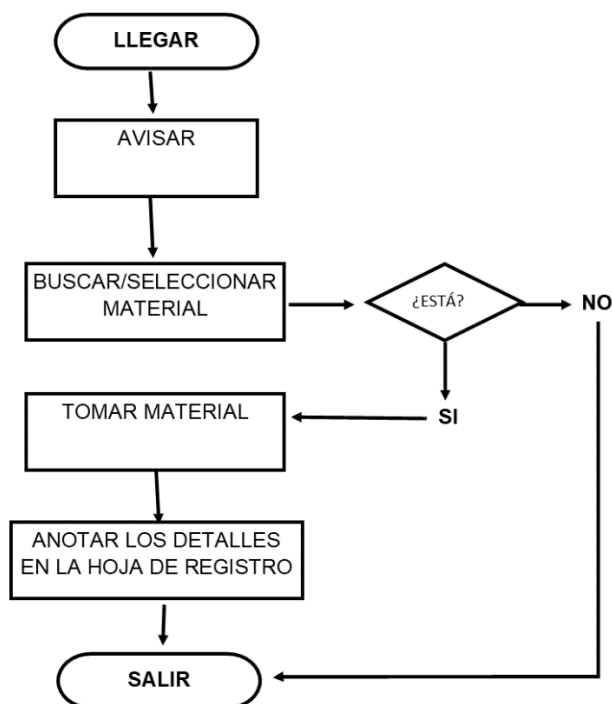 LLEGAR
AVISAR
BUSCAR/SELECCIONAR
MATERIAL
¿ESTÁ?
NO
SI
TOMAR MATERIAL
ANOTAR LOS DETALLES
EN LA HOJA DE REGISTRO
SALIR